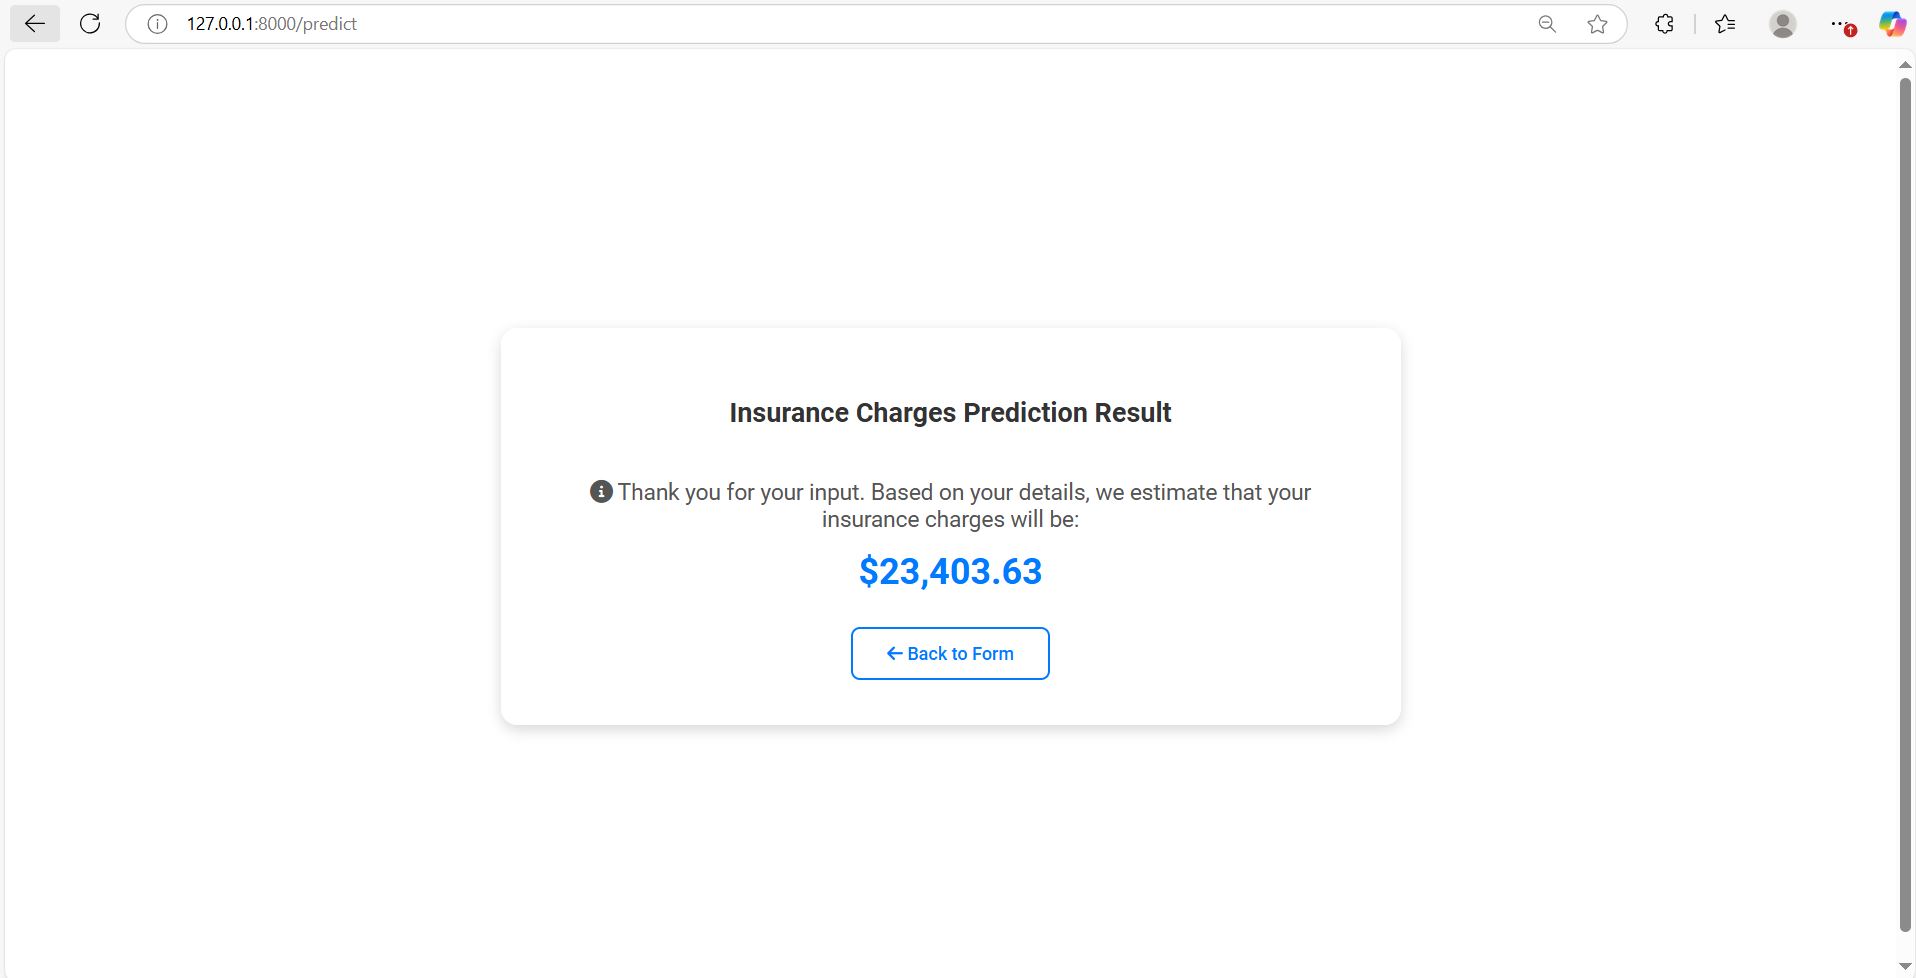 127.0.0.1:8000/predict
Insurance Charges Prediction Result
Thank you for your input. Based on your details, we estimate that your
insurance charges will be:
$23,403.63
Back to Form